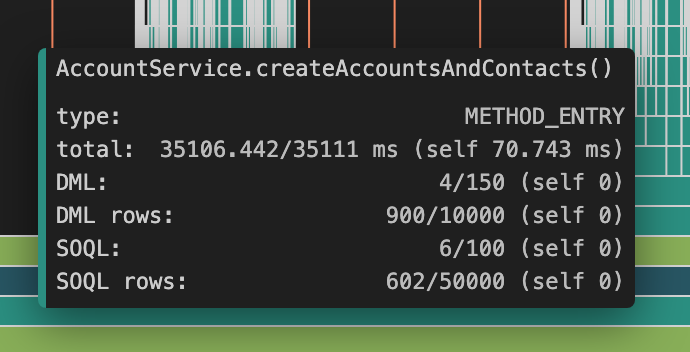 AccountService.createAccountsAndContacts()
type: METHOD_ENTRY
total: 35106.442/35111 ms (self 70.743 ms)
DML: 4/150 (self 0)
DML rows: 900/10000 (self 0)
SOQL: 6/100 (self 0)
SOQL rows: 602/50000 (self 0)